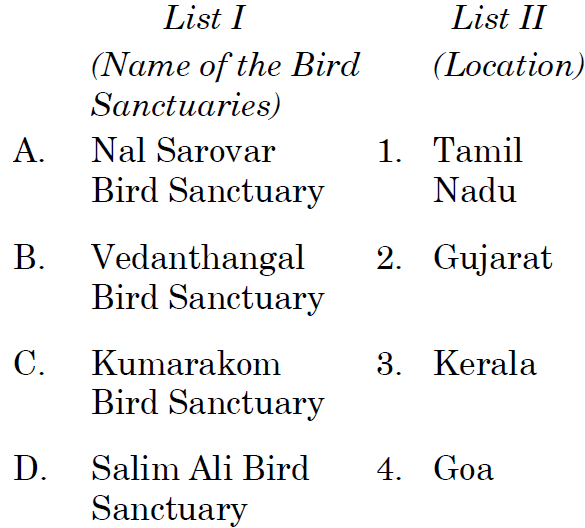 List I List II
(Name of the Bird (Location)
Sanctuaries)
A. Nal Sarovar 1. Tamil
Bird Sanctuary Nadu
B. Vedanthangal 2. Gujarat
Bird Sanctuary
C. Kumarakom 3. Kerala
Bird Sanctuary
D. Salim Ali Bird 4. Goa
Sanctuary